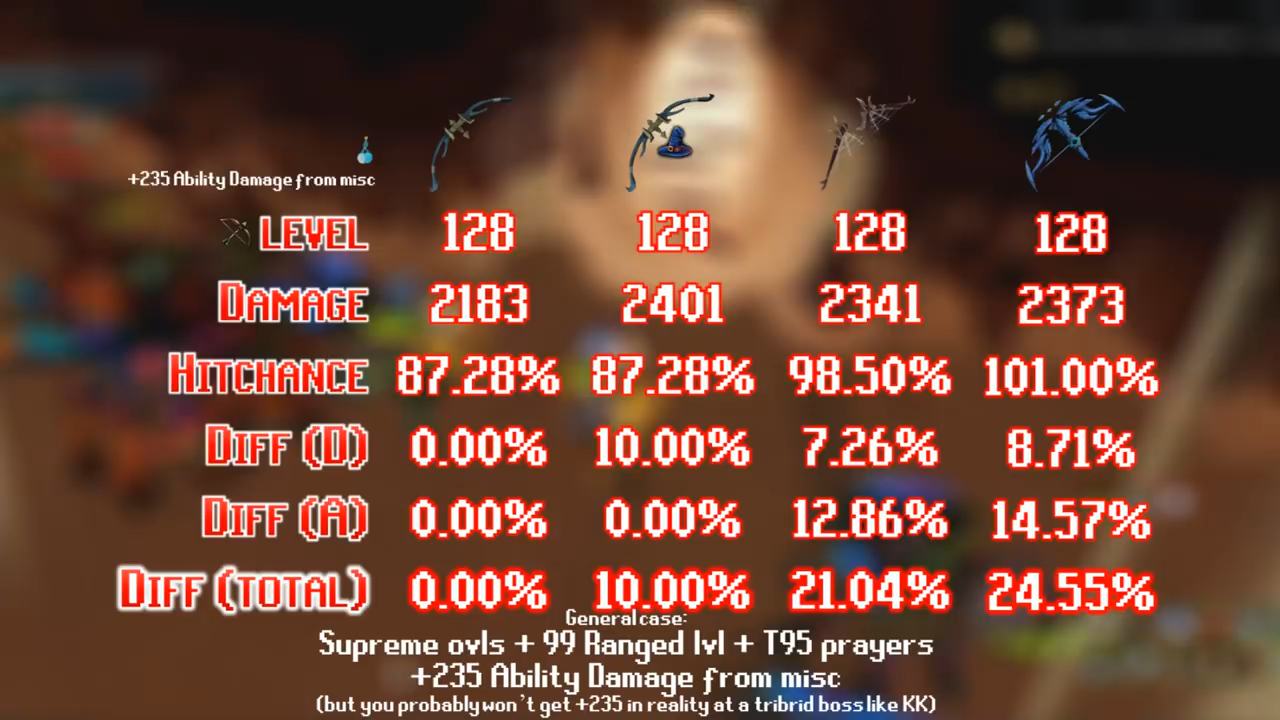 +235 Ability Damage from misc
LEVEL 128 128 128 128
DAMAGE 2183 2401 2341 2373
HITCHANCE 87.28% 87.28% 98.50% 101.00%
DIFF (D) 0.00% 10.00% 7.26% 8.71%
DIFF (A) 0.00% 0.00% 12.86% 14.57%
DIFF (TOTAL) 0.00% 10.00% 21.04% 24.55%
General case:
Supreme ovls + 99 Ranged lvl + T95 prayers
+235 Ability Damage from misc
(but you probably won't get +235 in reality at a tribrid boss like KK)